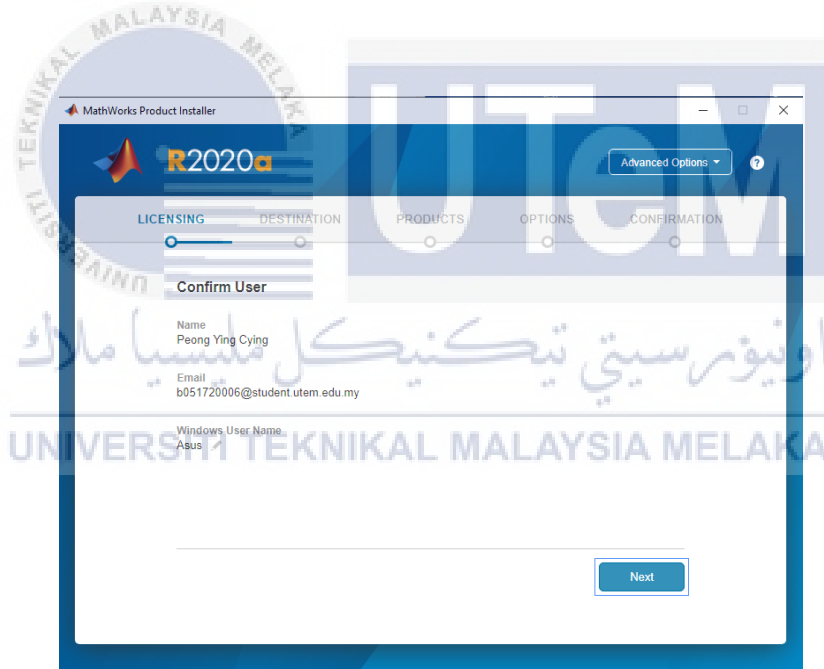 MathWorks Product Installer
R2020a
Advanced Options
?
LICENSING DESTINATION PRODUCTS OPTIONS CONFIRMATION
Confirm User
Name
Peong Ying Cying
Email
b051720006@student.utem.edu.my
Windows User Name
Asus
Next
UNIVERSITI TEKNIKAL MALAYSIA MELAKA
UTeM
اونيۏرسيتي تيكنيكل مليسيا ملاك
UNIVERSITI TEKNIKAL MALAYSIA MELAKA